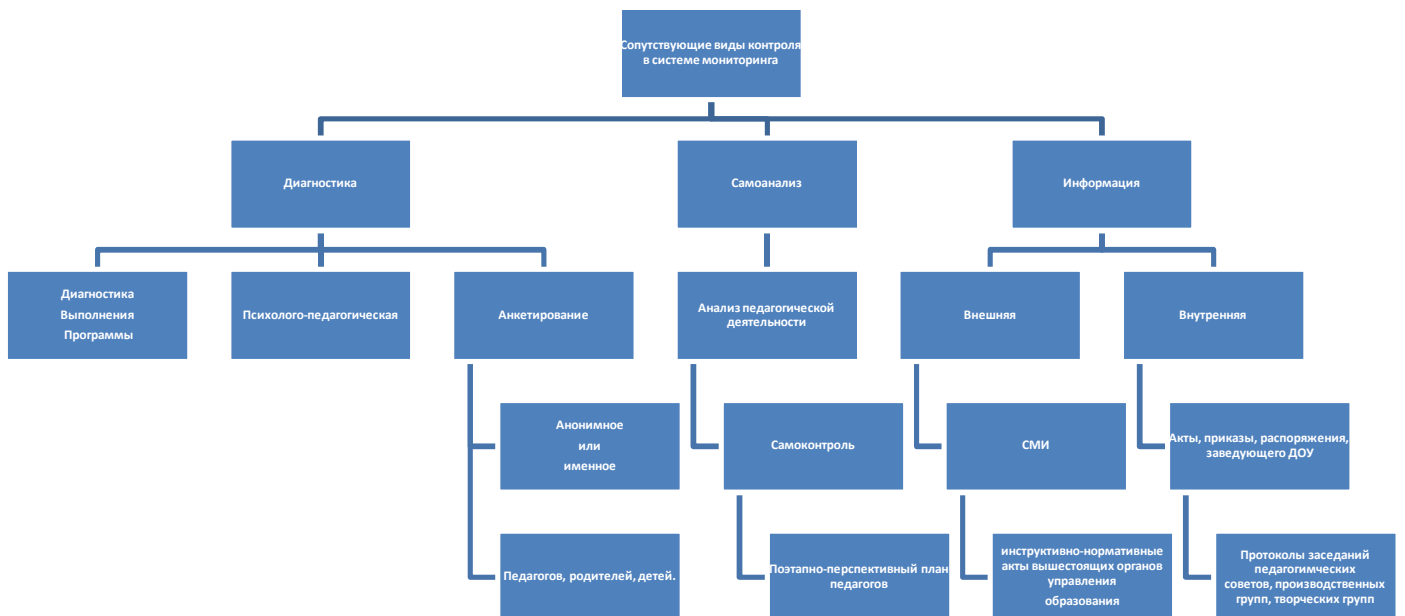 Сопутствующие виды контроля
в системе мониторинга
Диагностика
Самоанализ
Информация
Диагностика
Выполнения
Программы
Психолого-педагогическая
Анкетирование
Анализ педагогической
деятельности
Внешняя
Внутренняя
Анонимное
или
именное
Самоконтроль
СМИ
Акты, приказы, распоряжения,
заведующего ДОУ
Педагогов, родителей, детей.
Поэтапно-перспективный план
педагогов
инструктивно-нормативные
акты вышестоящих органов
управления
образования
Протоколы заседаний
педагогимческих
советов, производственных
групп, творческих групп